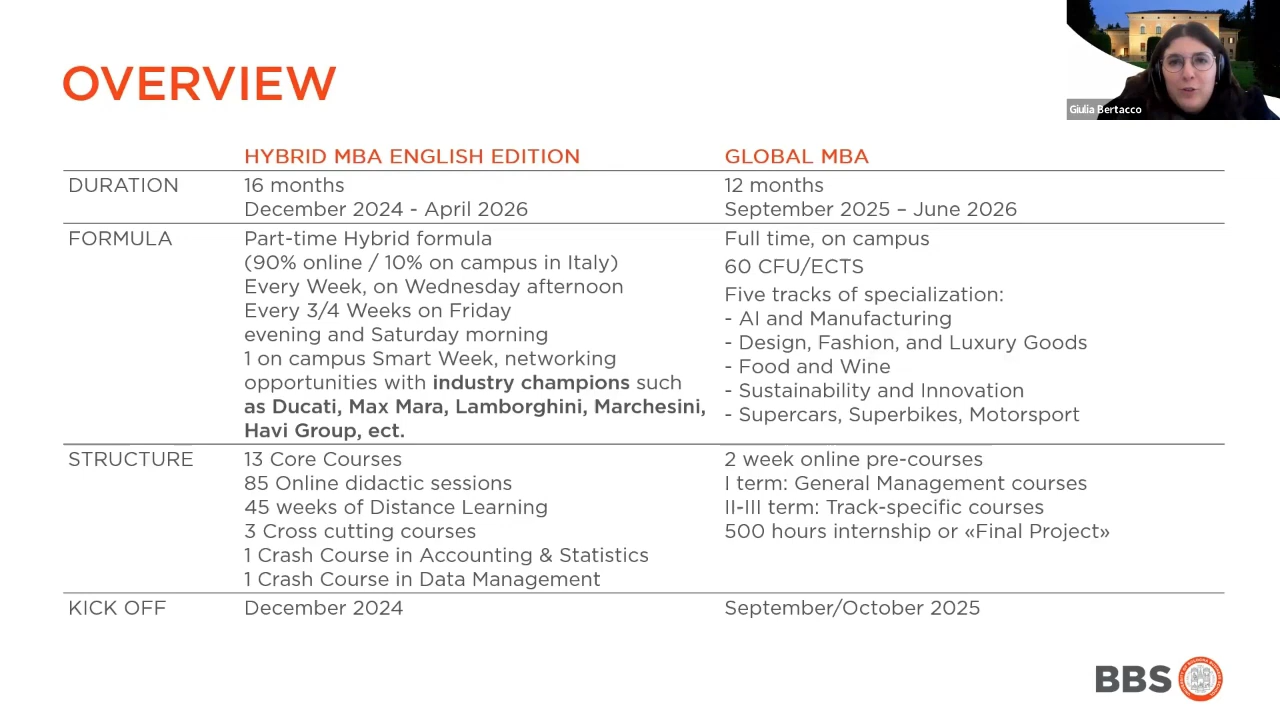 OVERVIEW
Giulia Bertacco
HYBRID MBA ENGLISH EDITION
GLOBAL MBA
DURATION
16 months
December 2024 - April 2026
12 months
September 2025 – June 2026
FORMULA
Part-time Hybrid formula
(90% online / 10% on campus in Italy)
Every Week, on Wednesday afternoon
Every 3/4 Weeks on Friday
evening and Saturday morning
1 on campus Smart Week, networking
opportunities with industry champions such
as Ducati, Max Mara, Lamborghini, Marchesini,
Havi Group, ect.
Full time, on campus
60 CFU/ECTS
Five tracks of specialization:
- AI and Manufacturing
- Design, Fashion, and Luxury Goods
- Food and Wine
- Sustainability and Innovation
- Supercars, Superbikes, Motorsport
STRUCTURE
13 Core Courses
85 Online didactic sessions
45 weeks of Distance Learning
3 Cross cutting courses
1 Crash Course in Accounting & Statistics
1 Crash Course in Data Management
2 week online pre-courses
I term: General Management courses
II-III term: Track-specific courses
500 hours internship or «Final Project»
KICK OFF
December 2024
September/October 2025
BBS